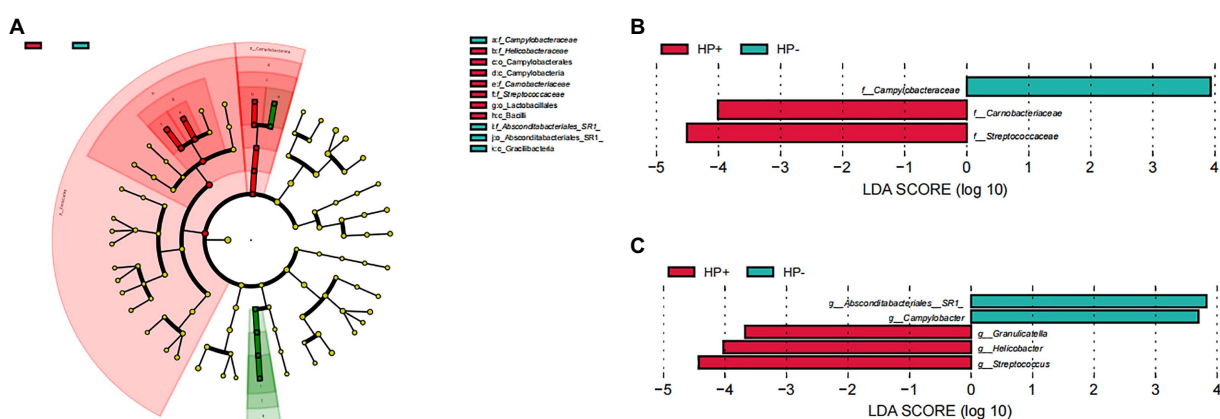 A
a:f_Campylobacteraceae
b:f_Helicobacteraceae
c:o_Campylobacterales
d:c_Campylobacteria
e:f_Carnobacteriaceae
f:f_Streptococcaceae
g:o_Lactobacillales
h:c_Bacilli
i:f_Absconditabacteriales_SR1_
j:o_Absconditabacteriales_SR1_
k:c_Gracilibacteria
B
HP+ HP-
f__Campylobacteraceae
f__Carnobacteriaceae
f__Streptococcaceae
−5 −4 −3 −2 −1 0 1 2 3 4
LDA SCORE (log 10)
C
HP+ HP-
g__Absconditabacteriales__SR1_
g__Campylobacter
g__Granulicatella
g__Helicobacter
g__Streptococcus
−5 −4 −3 −2 −1 0 1 2 3 4
LDA SCORE (log 10)